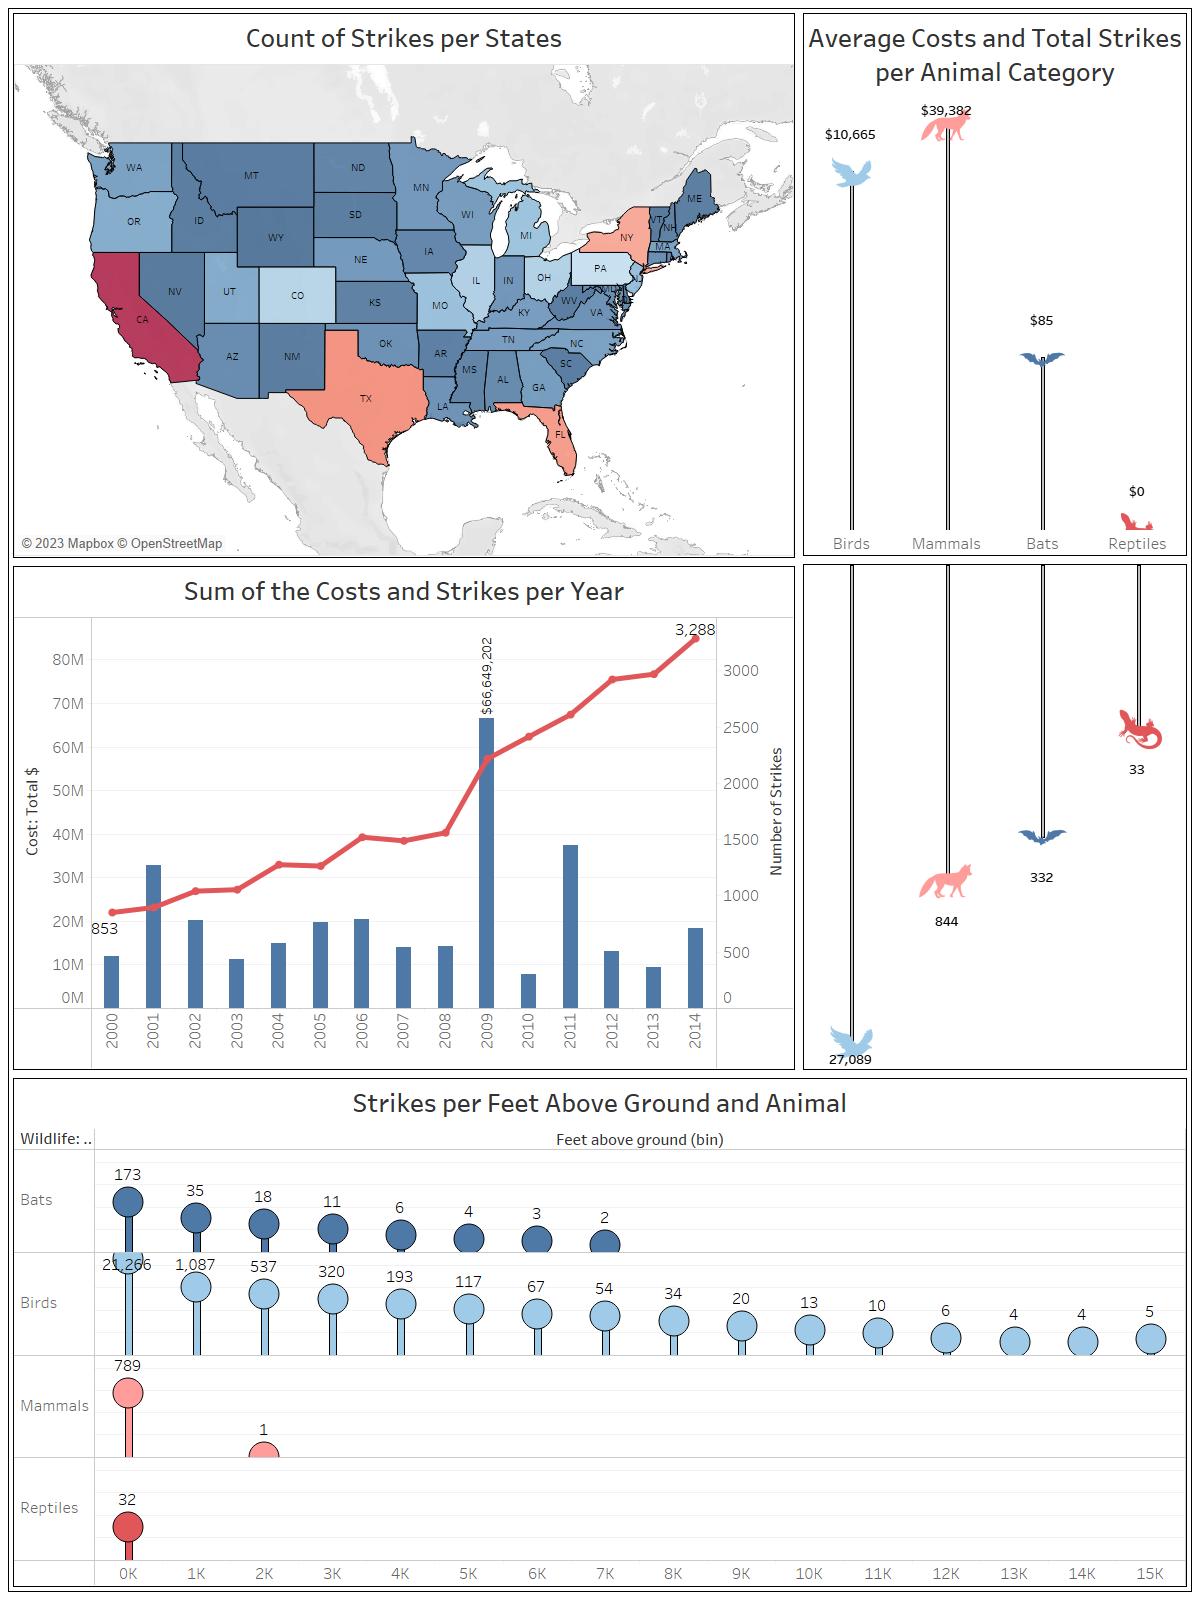 Count of Strikes per States
WA
MT
ND
MN
OR
ID
SD
WI
MI
WY
NE
IA
NY
VT
NH
ME
MA
NV
UT
CO
KS
MO
IL
IN
OH
PA
NJ
CA
WV
VA
KY
AZ
NM
OK
AR
TN
NC
SC
MS
AL
GA
TX
LA
FL
© 2023 Mapbox © OpenStreetMap
Average Costs and Total Strikes
per Animal Category
$10,665
$39,382
$85
$0
Birds Mammals Bats Reptiles
33
332
844
27,089
Sum of the Costs and Strikes per Year
Cost: Total $
80M
70M
60M
50M
40M
30M
20M
10M
0M
$66,649,202
3,288
853
3000
2500
2000
1500
1000
500
0
Number of Strikes
2000 2001 2002 2003 2004 2005 2006 2007 2008 2009 2010 2011 2012 2013 2014
Strikes per Feet Above Ground and Animal
Wildlife: .. Feet above ground (bin)
Bats
173 35 18 11 6 4 3 2
Birds
21,266 1,087 537 320 193 117 67 54 34 20 13 10 6 4 4 5
Mammals
789 1
Reptiles
32
0K 1K 2K 3K 4K 5K 6K 7K 8K 9K 10K 11K 12K 13K 14K 15K